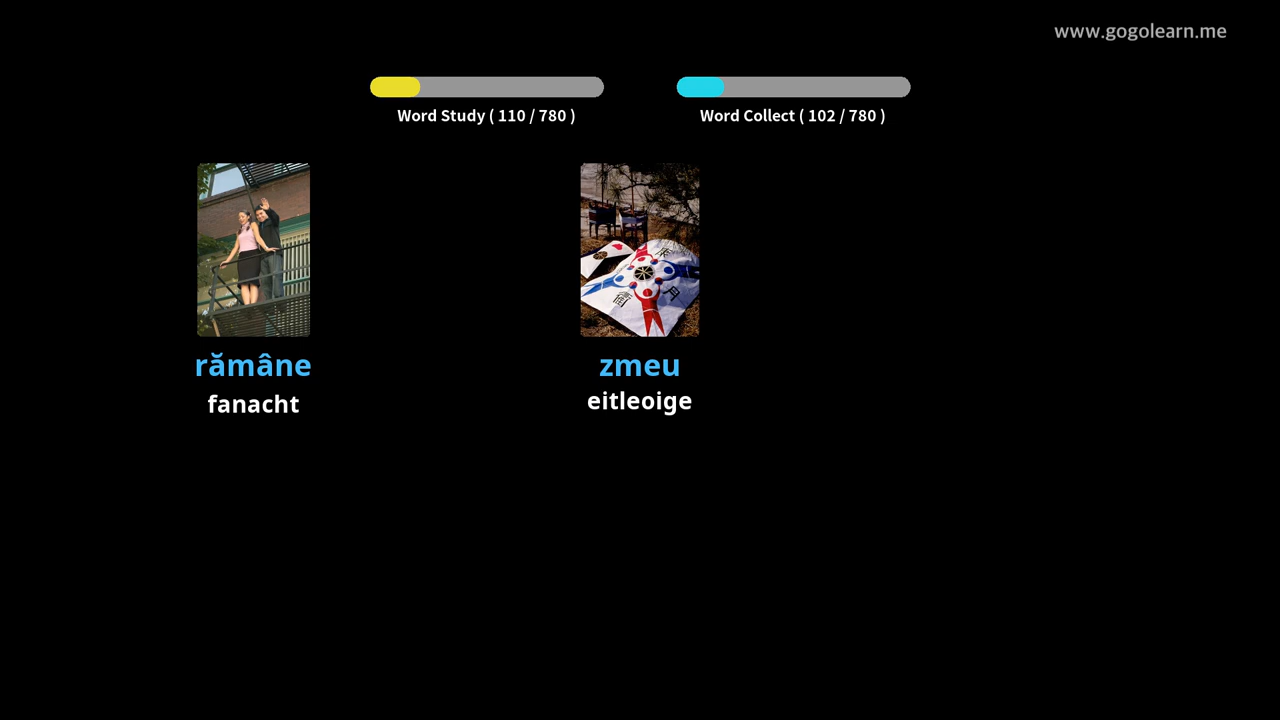 www.gogolearn.me
Word Study ( 110 / 780 )
Word Collect ( 102 / 780 )
rămâne
fanacht
zmeu
eitleoige